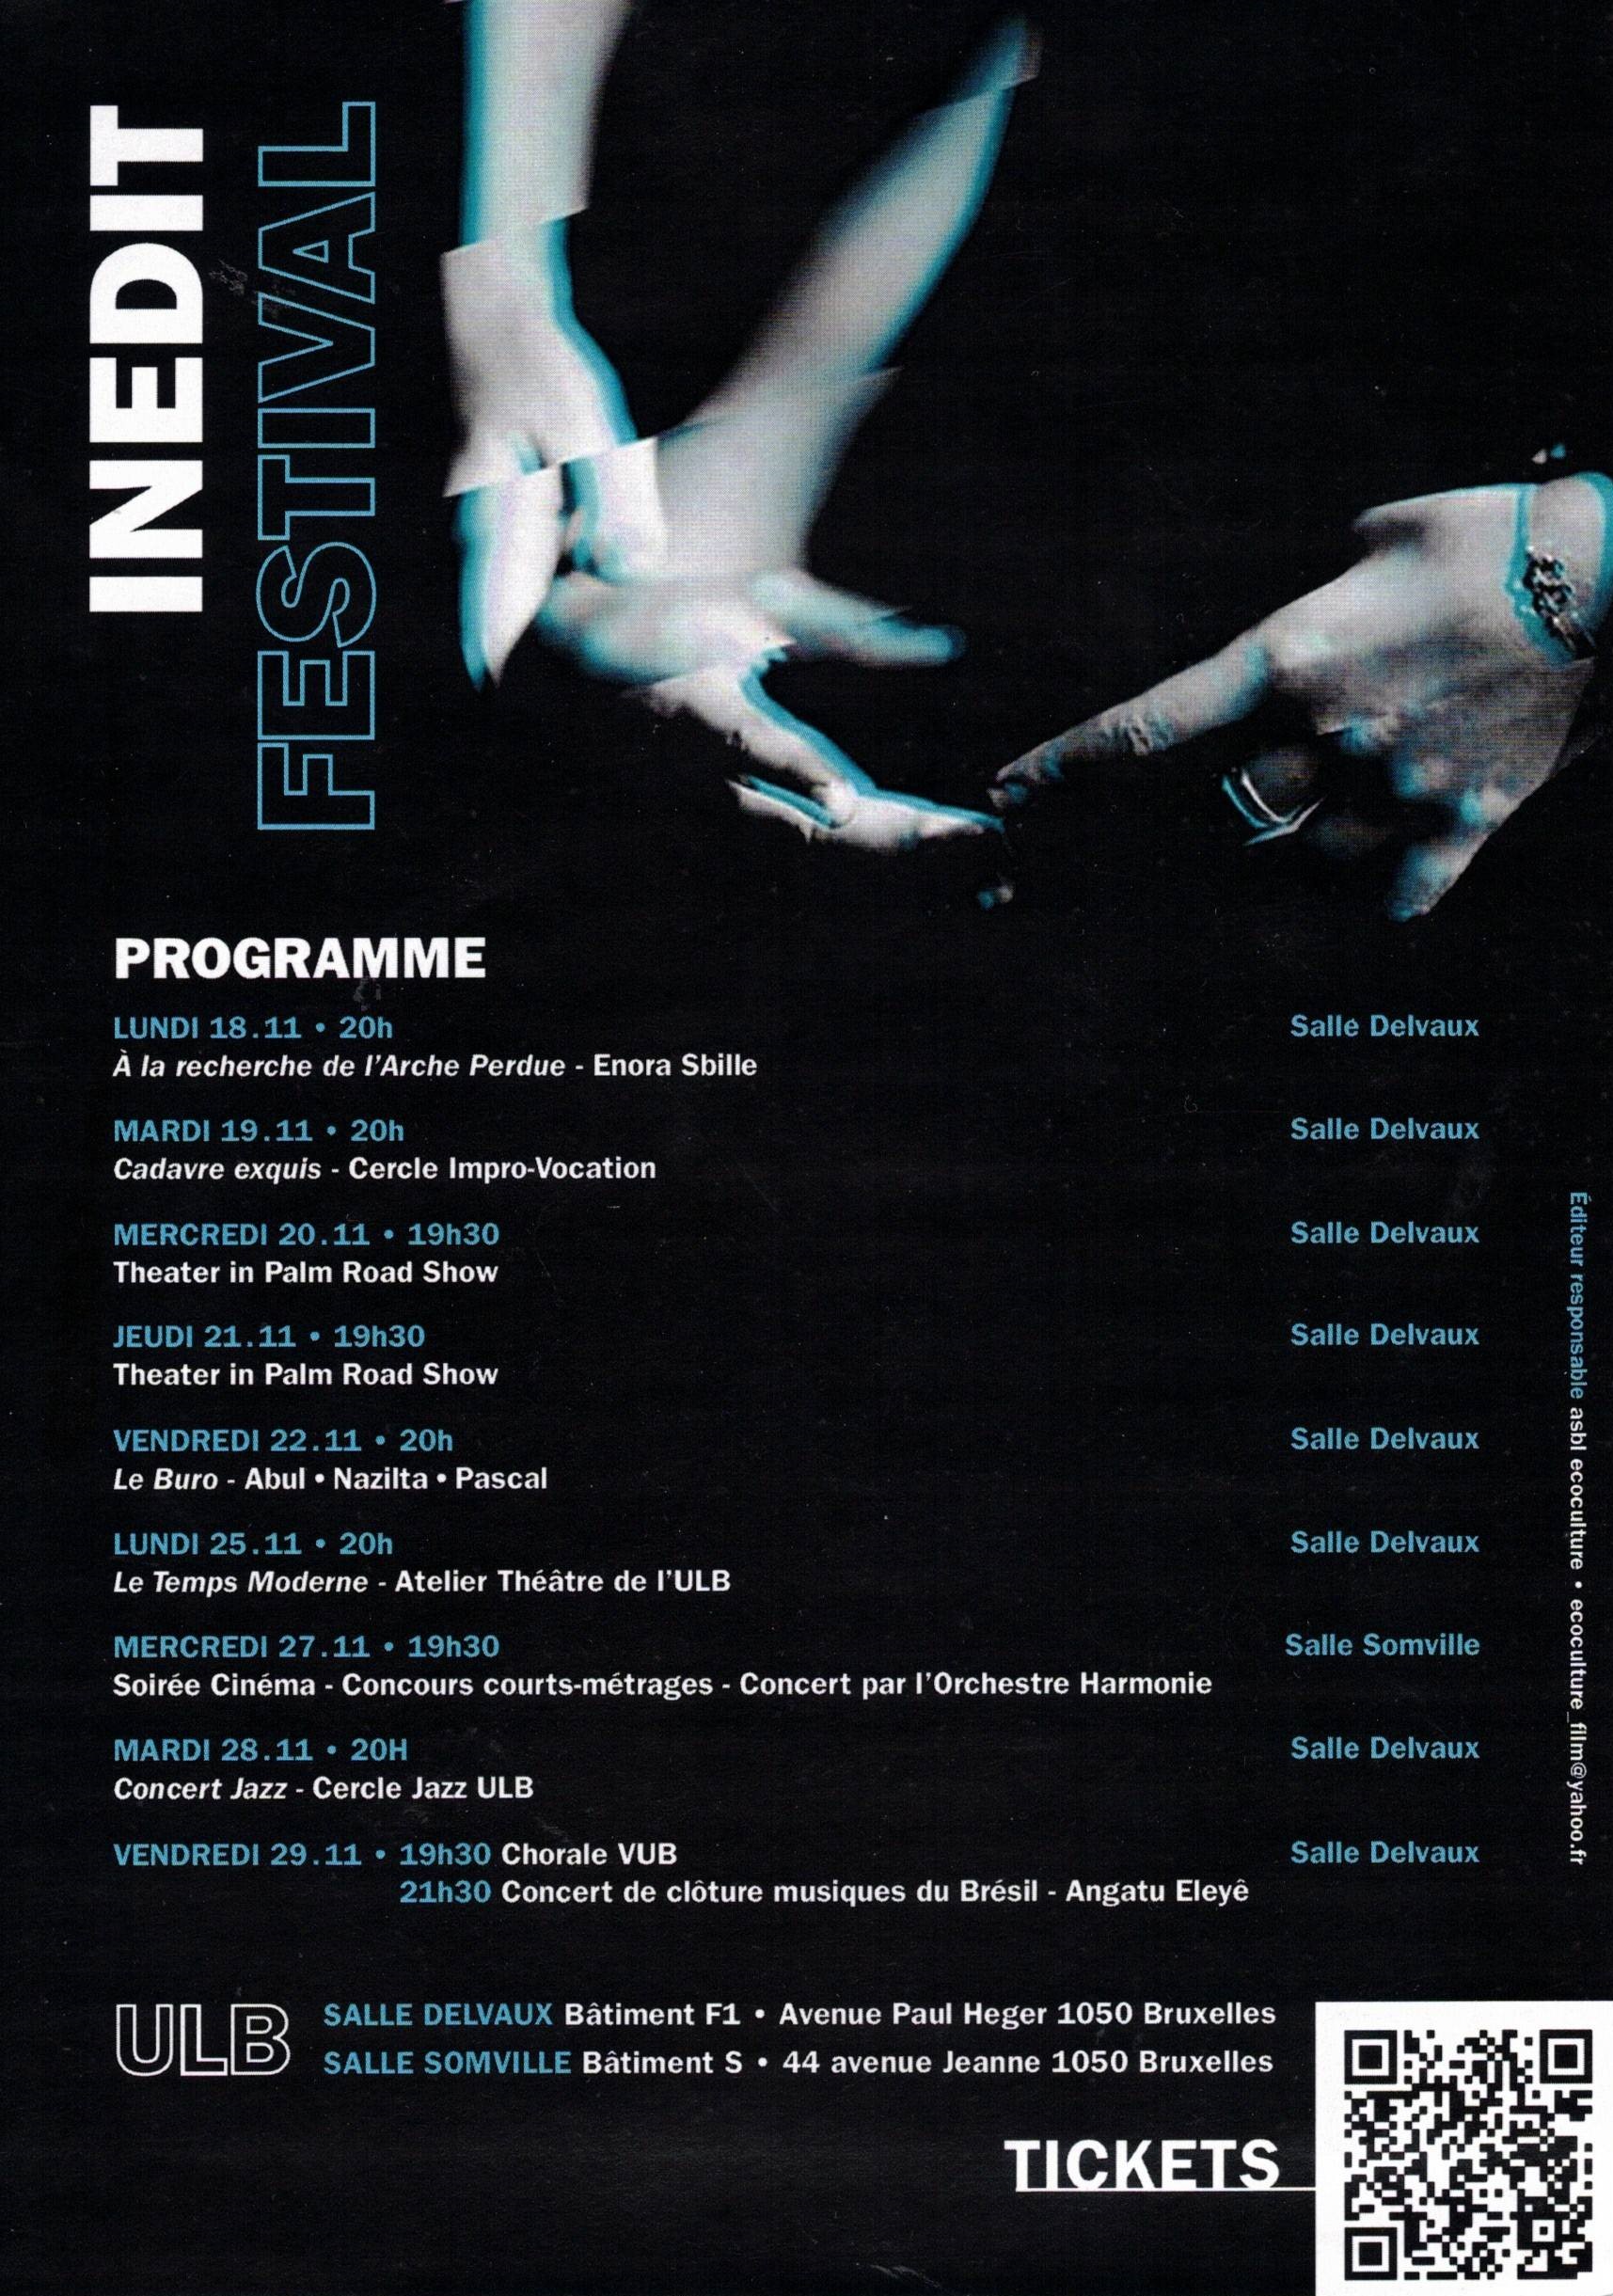 INEDIT
FESTIVAL
PROGRAMME
LUNDI 18.11 • 20h Salle Delvaux
À la recherche de l'Arche Perdue - Enora Sbille
MARDI 19.11 • 20h Salle Delvaux
Cadavre exquis - Cercle Impro-Vocation
MERCREDI 20.11 • 19h30 Salle Delvaux
Theater in Palm Road Show
JEUDI 21.11 • 19h30 Salle Delvaux
Theater in Palm Road Show
VENDREDI 22.11 • 20h Salle Delvaux
Le Buro - Abul • Nazilta • Pascal
LUNDI 25.11 • 20h Salle Delvaux
Le Temps Moderne - Atelier Théâtre de l'ULB
MERCREDI 27.11 • 19h30 Salle Somville
Soirée Cinéma - Concours courts-métrages - Concert par l'Orchestre Harmonie
MARDI 28.11 • 20H Salle Delvaux
Concert Jazz - Cercle Jazz ULB
VENDREDI 29.11 • 19h30 Chorale VUB Salle Delvaux
21h30 Concert de clôture musiques du Brésil - Angatu Eleyê
Éditeur responsable asbl ecoculture • ecoculture_film@yahoo.fr
ULB
SALLE DELVAUX Bâtiment F1 • Avenue Paul Heger 1050 Bruxelles
SALLE SOMVILLE Bâtiment S • 44 avenue Jeanne 1050 Bruxelles
TICKETS